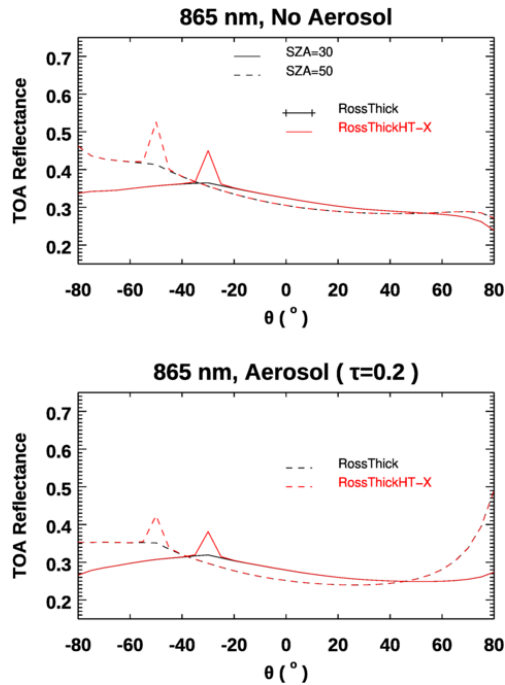 865 nm, No Aerosol
SZA=30
SZA=50
RossThick
RossThickHT-X
TOA Reflectance
0.7
0.6
0.5
0.4
0.3
0.2
-80 -60 -40 -20 0 20 40 60 80
θ ( ° )
865 nm, Aerosol ( τ=0.2 )
RossThick
RossThickHT-X
TOA Reflectance
0.7
0.6
0.5
0.4
0.3
0.2
-80 -60 -40 -20 0 20 40 60 80
θ ( ° )